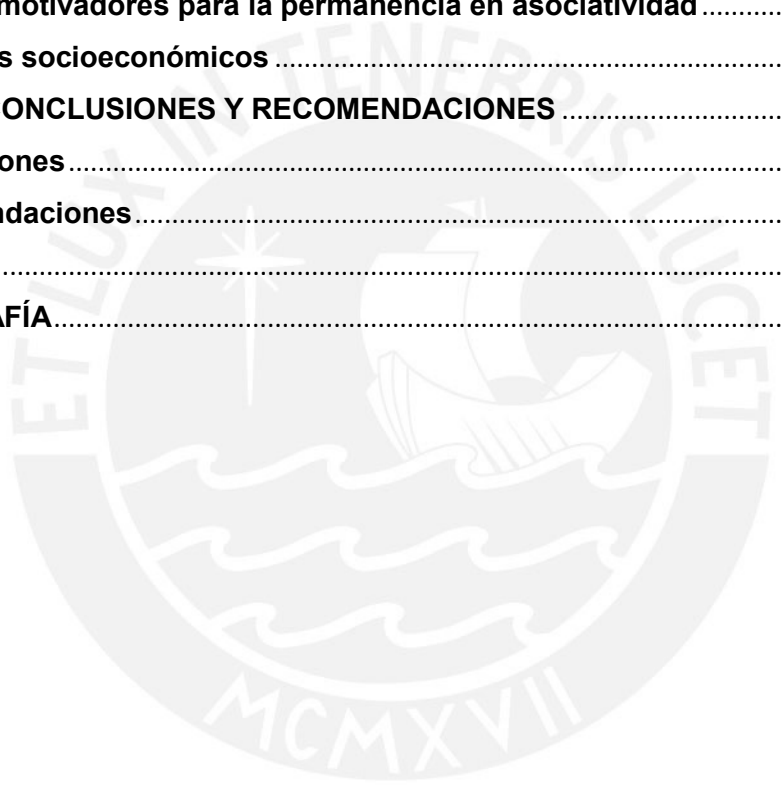 motivadores para la permanencia en asociatividad..........
s socioeconómicos..........
ONCLUSIONES Y RECOMENDACIONES..........
ones..........
ndaciones..........
..........
AFÍA..........
ET LUX IN TENEBRIS LUCET
MCMXVII